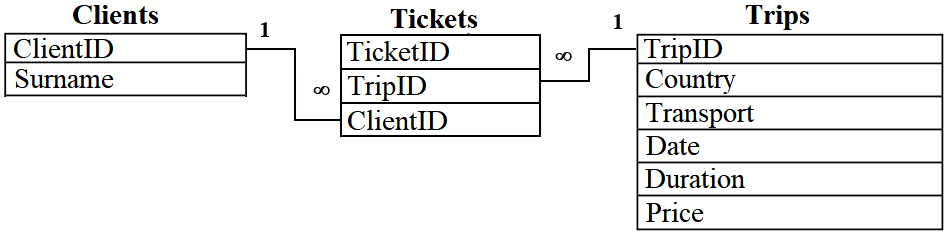 Clients
ClientID
Surname
1
∞
Tickets
TicketID
TripID
ClientID
∞
1
Trips
TripID
Country
Transport
Date
Duration
Price